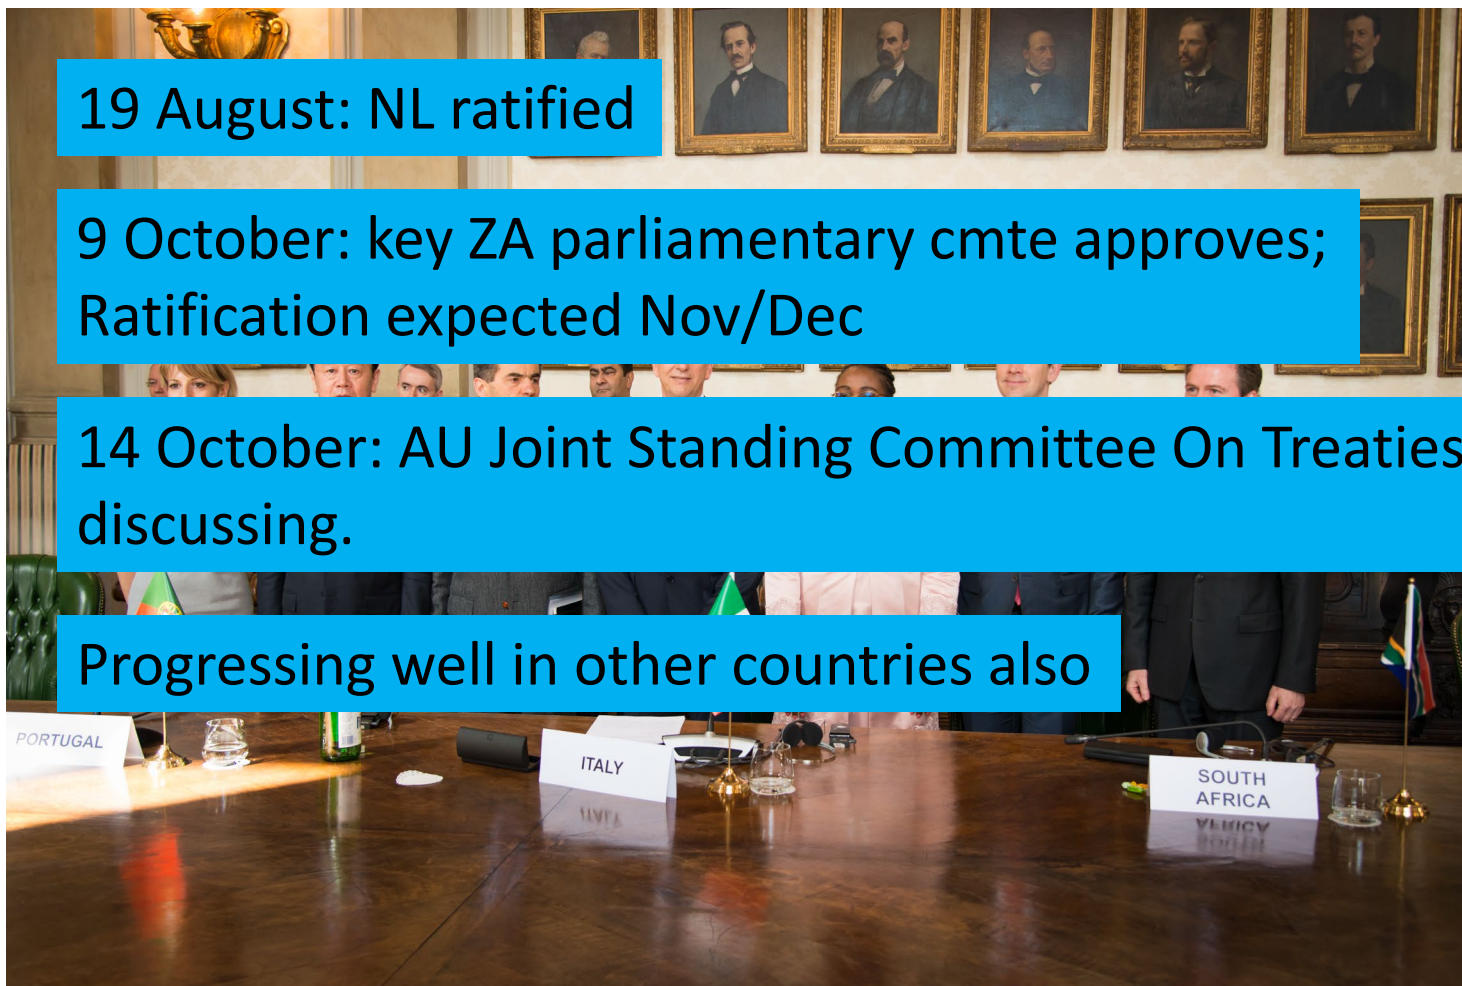 19 August: NL ratified
9 October: key ZA parliamentary cmte approves;
Ratification expected Nov/Dec
14 October: AU Joint Standing Committee On Treaties
discussing.
Progressing well in other countries also
PORTUGAL
ITALY
SOUTH
AFRICA